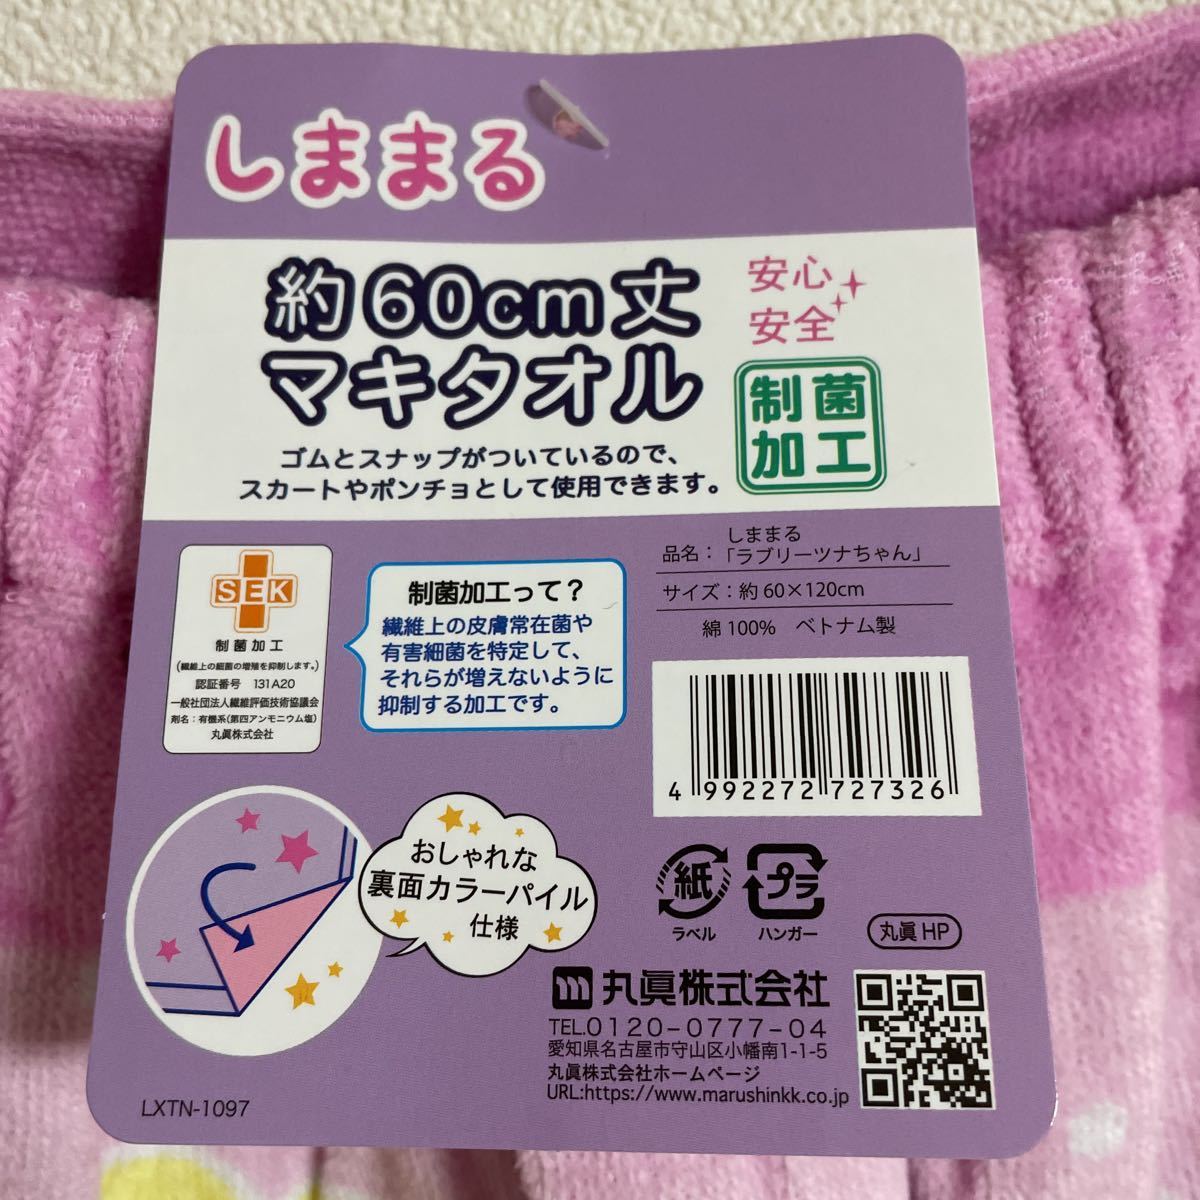 しままる
約60cm丈
マキタオル
安心
安全
制菌
加工
ゴムとスナップがついているので、
スカートやポンチョとして使用できます。
SEK
制菌加工
(繊維上の細菌の増殖を抑制します。)
認証番号 131A20
一般社団法人繊維評価技術協議会
剤名：有機系(第四アンモニウム塩)
丸眞株式会社
制菌加工って？
繊維上の皮膚常在菌や
有害細菌を特定して、
それらが増えないように
抑制する加工です。
しままる
品名：「ラブリーツナちゃん」
サイズ：約60×120cm
綿100% ベトナム製
4 992272 727326
おしゃれな
裏面カラーパイル
仕様
紙
ラベル
プラ
ハンガー
丸眞HP
丸眞株式会社
TEL.0120-0777-04
愛知県名古屋市守山区小幡南1-1-5
丸眞株式会社ホームページ
URL:https://www.marushinkk.co.jp
LXTN-1097